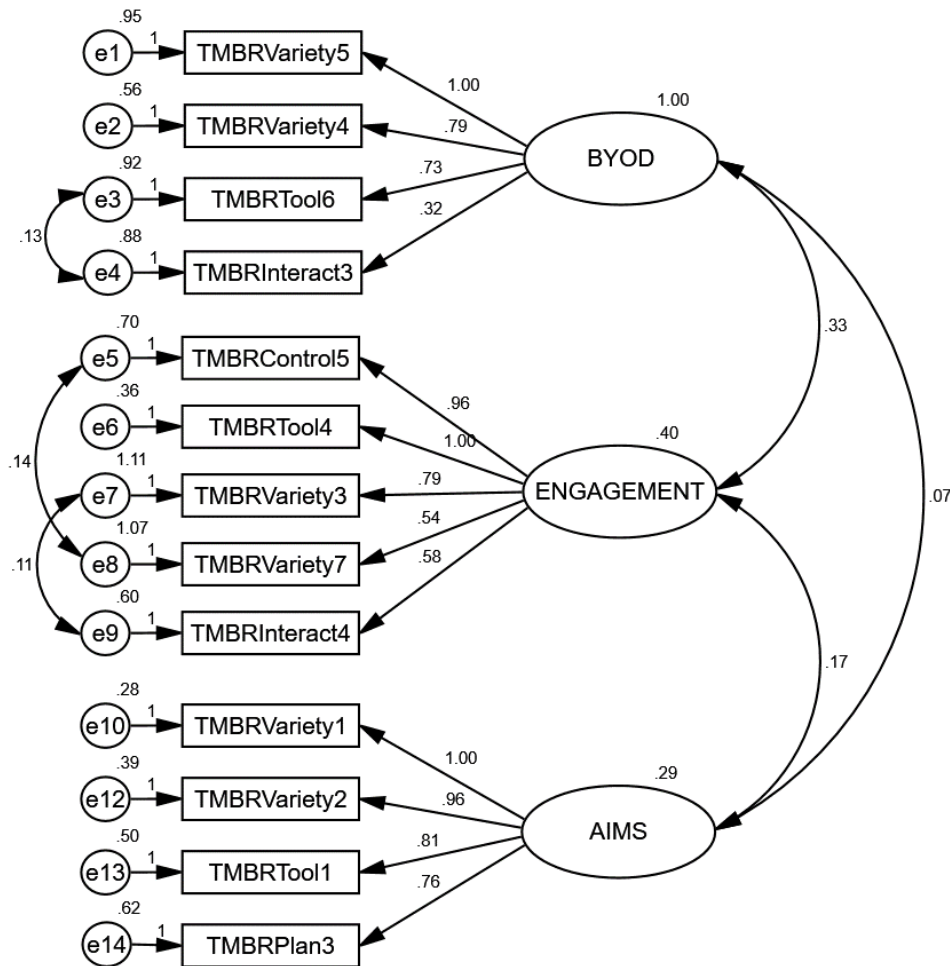 .95
e1
1
TMBRVariety5
1.00
.56
e2
1
TMBRVariety4
.79
.92
e3
1
TMBRTool6
.73
.88
e4
1
TMBRInteract3
.32
.13
1.00
BYOD
.70
e5
1
TMBRControl5
.96
.36
e6
1
TMBRTool4
1.00
1.11
e7
1
TMBRVariety3
.79
1.07
e8
1
TMBRVariety7
.54
.60
e9
1
TMBRInteract4
.58
.14
.11
.40
ENGAGEMENT
.33
.07
.17
.28
e10
1
TMBRVariety1
1.00
.39
e12
1
TMBRVariety2
.96
.50
e13
1
TMBRTool1
.81
.62
e14
1
TMBRPlan3
.76
.29
AIMS